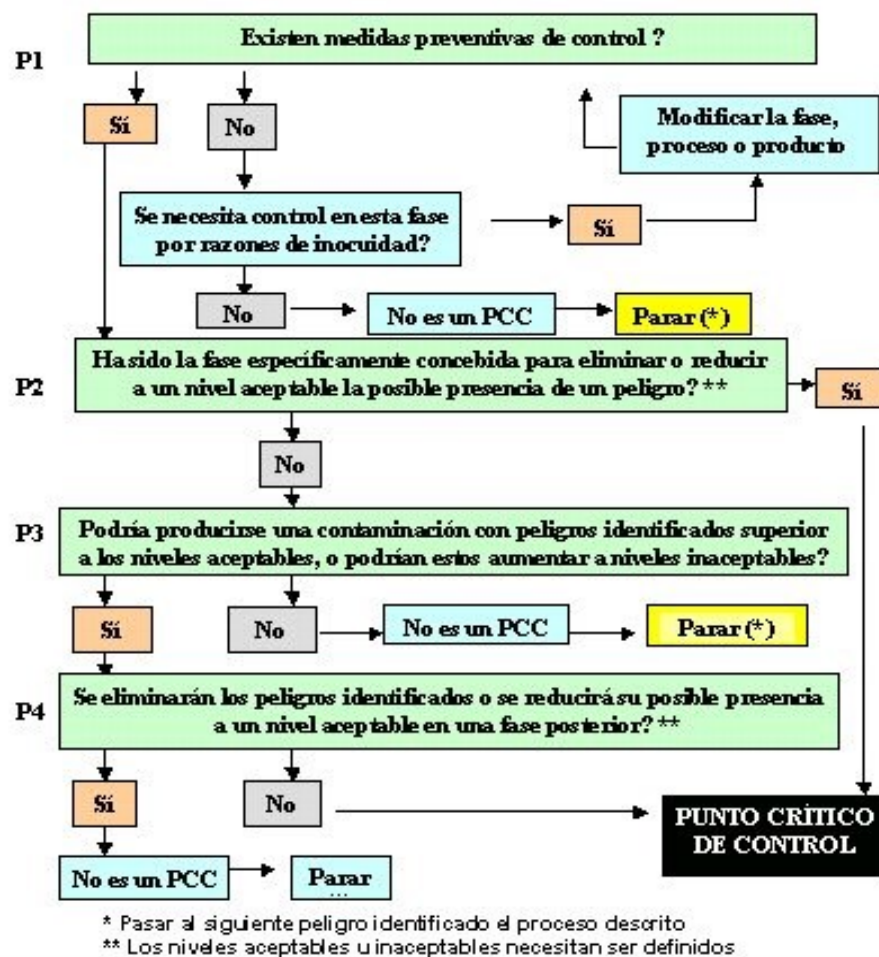 P1
Existen medidas preventivas de control ?
Sí
No
Modificar la fase,
proceso o producto
Se necesita control en esta fase
por razones de inocuidad?
Sí
No
No es un PCC
Parar (*)
P2
Ha sido la fase específicamente concebida para eliminar o reducir
a un nivel aceptable la posible presencia de un peligro? **
Sí
No
P3
Podría producirse una contaminación con peligros identificados superior
a los niveles aceptables, o podrían estos aumentar a niveles inaceptables?
Sí
No
No es un PCC
Parar (*)
P4
Se eliminarán los peligros identificados o se reducirá su posible presencia
a un nivel aceptable en una fase posterior? **
Sí
No
PUNTO CRÍTICO
DE CONTROL
No es un PCC
Parar
...
* Pasar al siguiente peligro identificado el proceso descrito
** Los niveles aceptables u inaceptables necesitan ser definidos